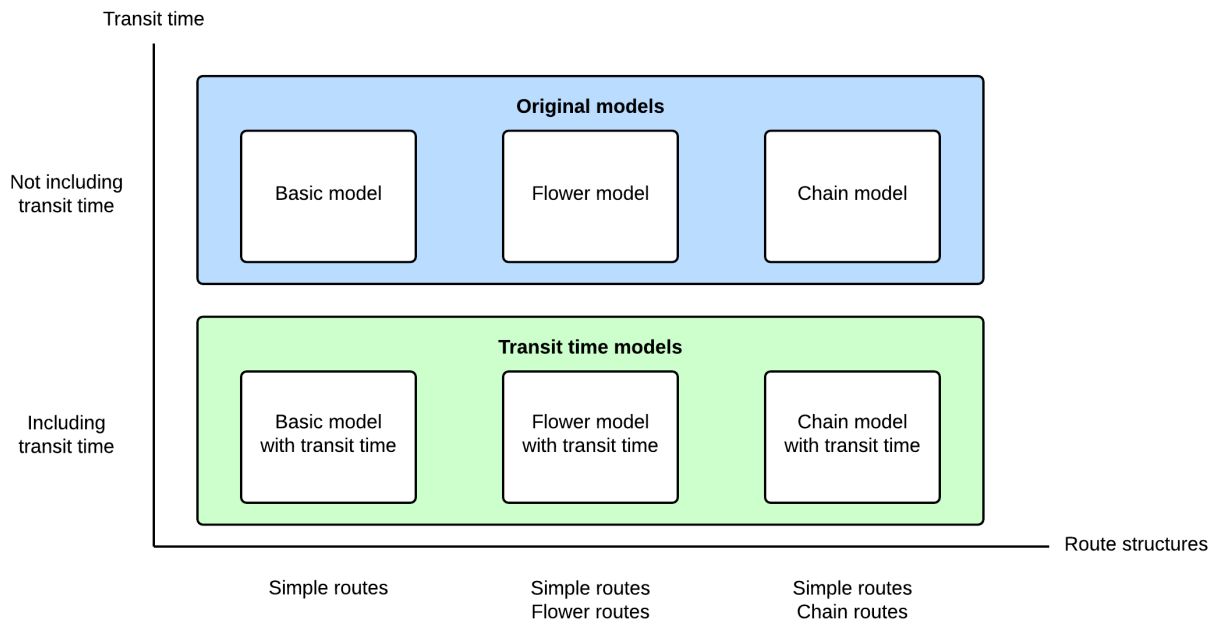 Transit time
Original models
Not including
transit time
Basic model
Flower model
Chain model
Transit time models
Including
transit time
Basic model
with transit time
Flower model
with transit time
Chain model
with transit time
Route structures
Simple routes
Simple routes
Flower routes
Simple routes
Chain routes